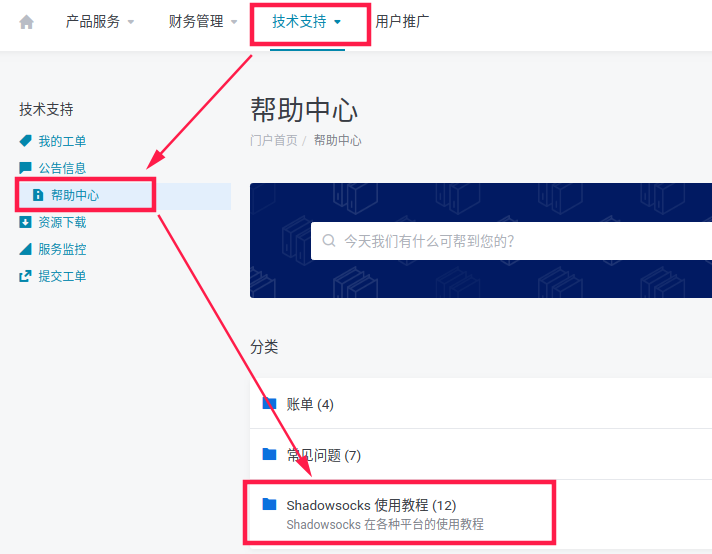 产品服务 财务管理 技术支持 用户推广
技术支持
我的工单
公告信息
帮助中心
资源下载
服务监控
提交工单
帮助中心
门户首页 / 帮助中心
今天我们有什么可帮到您的?
分类
账单 (4)
常见问题 (7)
Shadowsocks 使用教程 (12)
Shadowsocks 在各种平台的使用教程